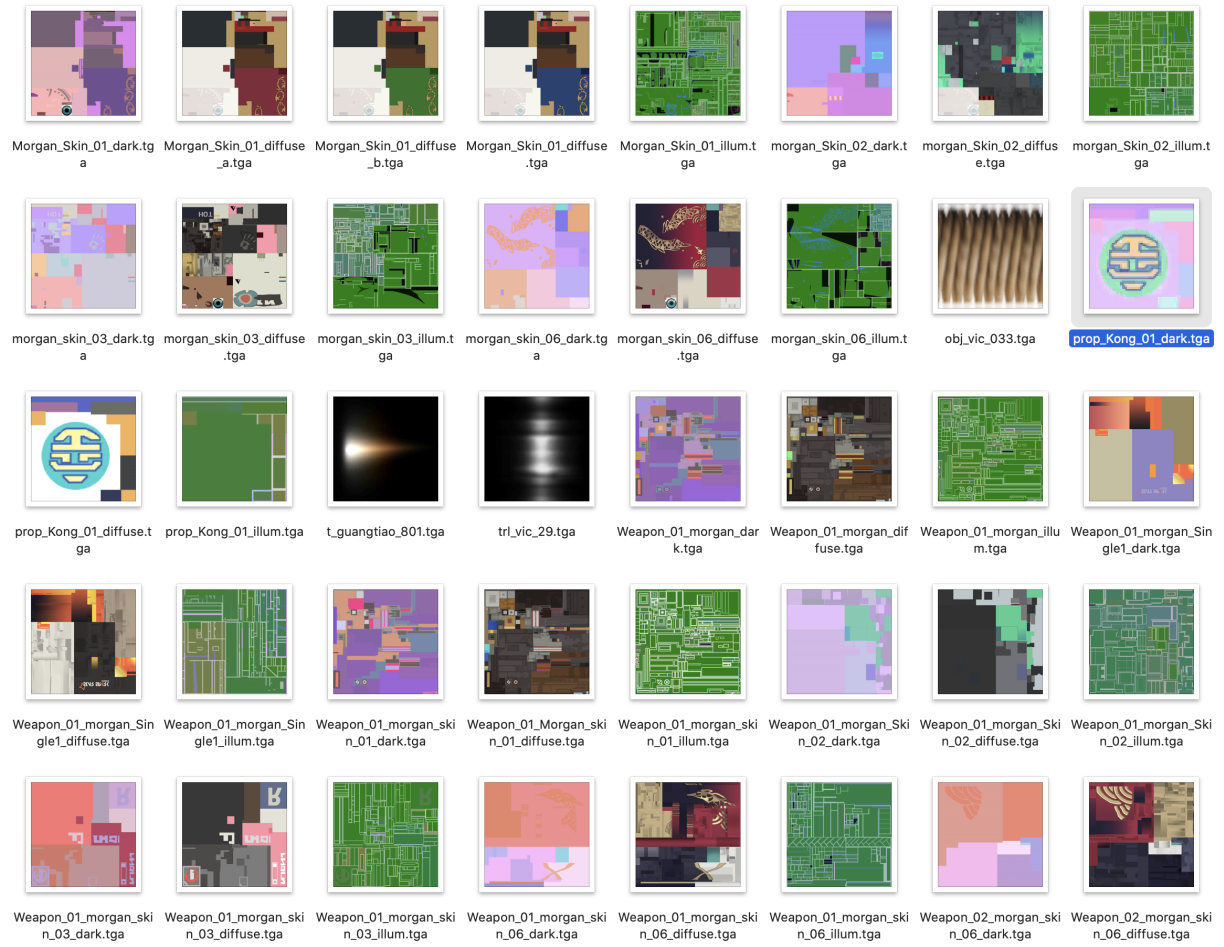 Morgan_Skin_01_dark.tg
a
Morgan_Skin_01_diffuse
_a.tga
Morgan_Skin_01_diffuse
_b.tga
Morgan_Skin_01_diffuse
.tga
Morgan_Skin_01_illum.t
ga
morgan_Skin_02_dark.t
ga
morgan_Skin_02_diffus
e.tga
morgan_Skin_02_illum.t
ga
morgan_skin_03_dark.tg
a
morgan_skin_03_diffuse
.tga
morgan_skin_03_illum.t
ga
morgan_skin_06_dark.tg
a
morgan_skin_06_diffuse
.tga
morgan_skin_06_illum.t
ga
obj_vic_033.tga
prop_Kong_01_dark.tga
prop_Kong_01_diffuse.t
ga
prop_Kong_01_illum.tga
t_guangtiao_801.tga
trl_vic_29.tga
Weapon_01_morgan_dar
k.tga
Weapon_01_morgan_dif
fuse.tga
Weapon_01_morgan_illu
m.tga
Weapon_01_morgan_Sin
gle1_dark.tga
Weapon_01_morgan_Sin
gle1_diffuse.tga
Weapon_01_morgan_Sin
gle1_illum.tga
Weapon_01_morgan_ski
n_01_dark.tga
Weapon_01_Morgan_ski
n_01_diffuse.tga
Weapon_01_morgan_ski
n_01_illum.tga
Weapon_01_morgan_Ski
n_02_dark.tga
Weapon_01_morgan_Ski
n_02_diffuse.tga
Weapon_01_morgan_Ski
n_02_illum.tga
Weapon_01_morgan_ski
n_03_dark.tga
Weapon_01_morgan_ski
n_03_diffuse.tga
Weapon_01_morgan_ski
n_03_illum.tga
Weapon_01_morgan_ski
n_06_dark.tga
Weapon_01_morgan_ski
n_06_diffuse.tga
Weapon_01_morgan_ski
n_06_illum.tga
Weapon_02_morgan_ski
n_06_dark.tga
Weapon_02_morgan_ski
n_06_diffuse.tga